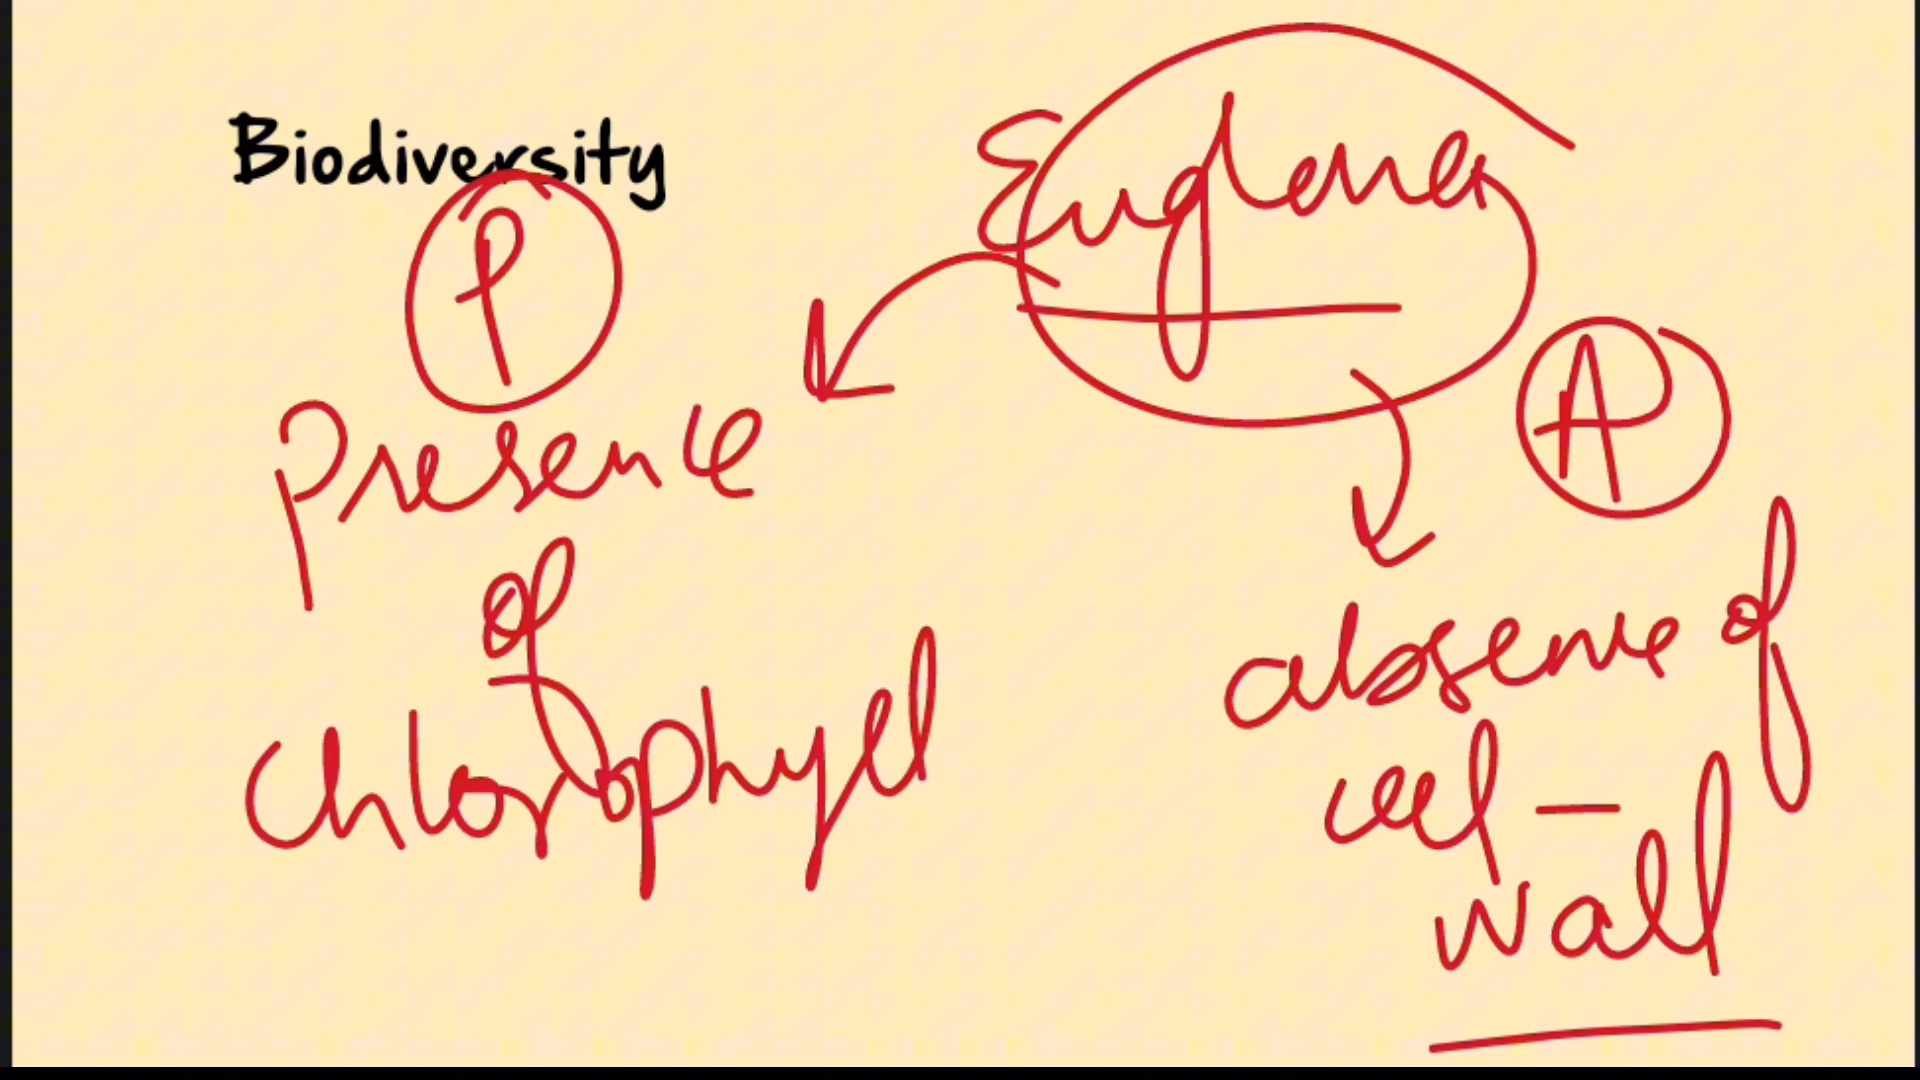 Biodiversity
Euglena
P
A
Presence
of
chlorophyll
absence of
cell -
wall